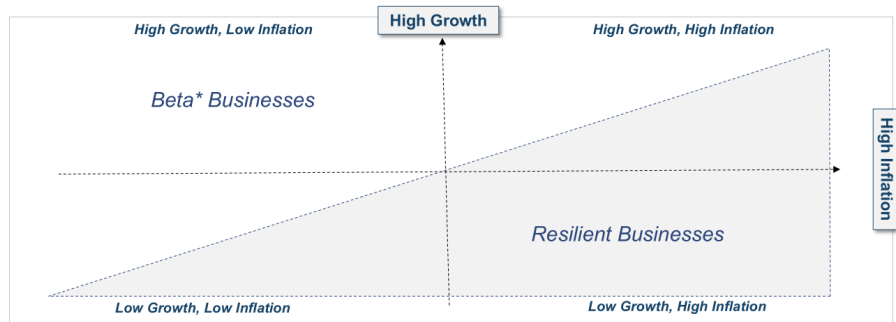 High Growth
High Growth, Low Inflation
High Growth, High Inflation
Beta* Businesses
High Inflation
Resilient Businesses
Low Growth, Low Inflation
Low Growth, High Inflation